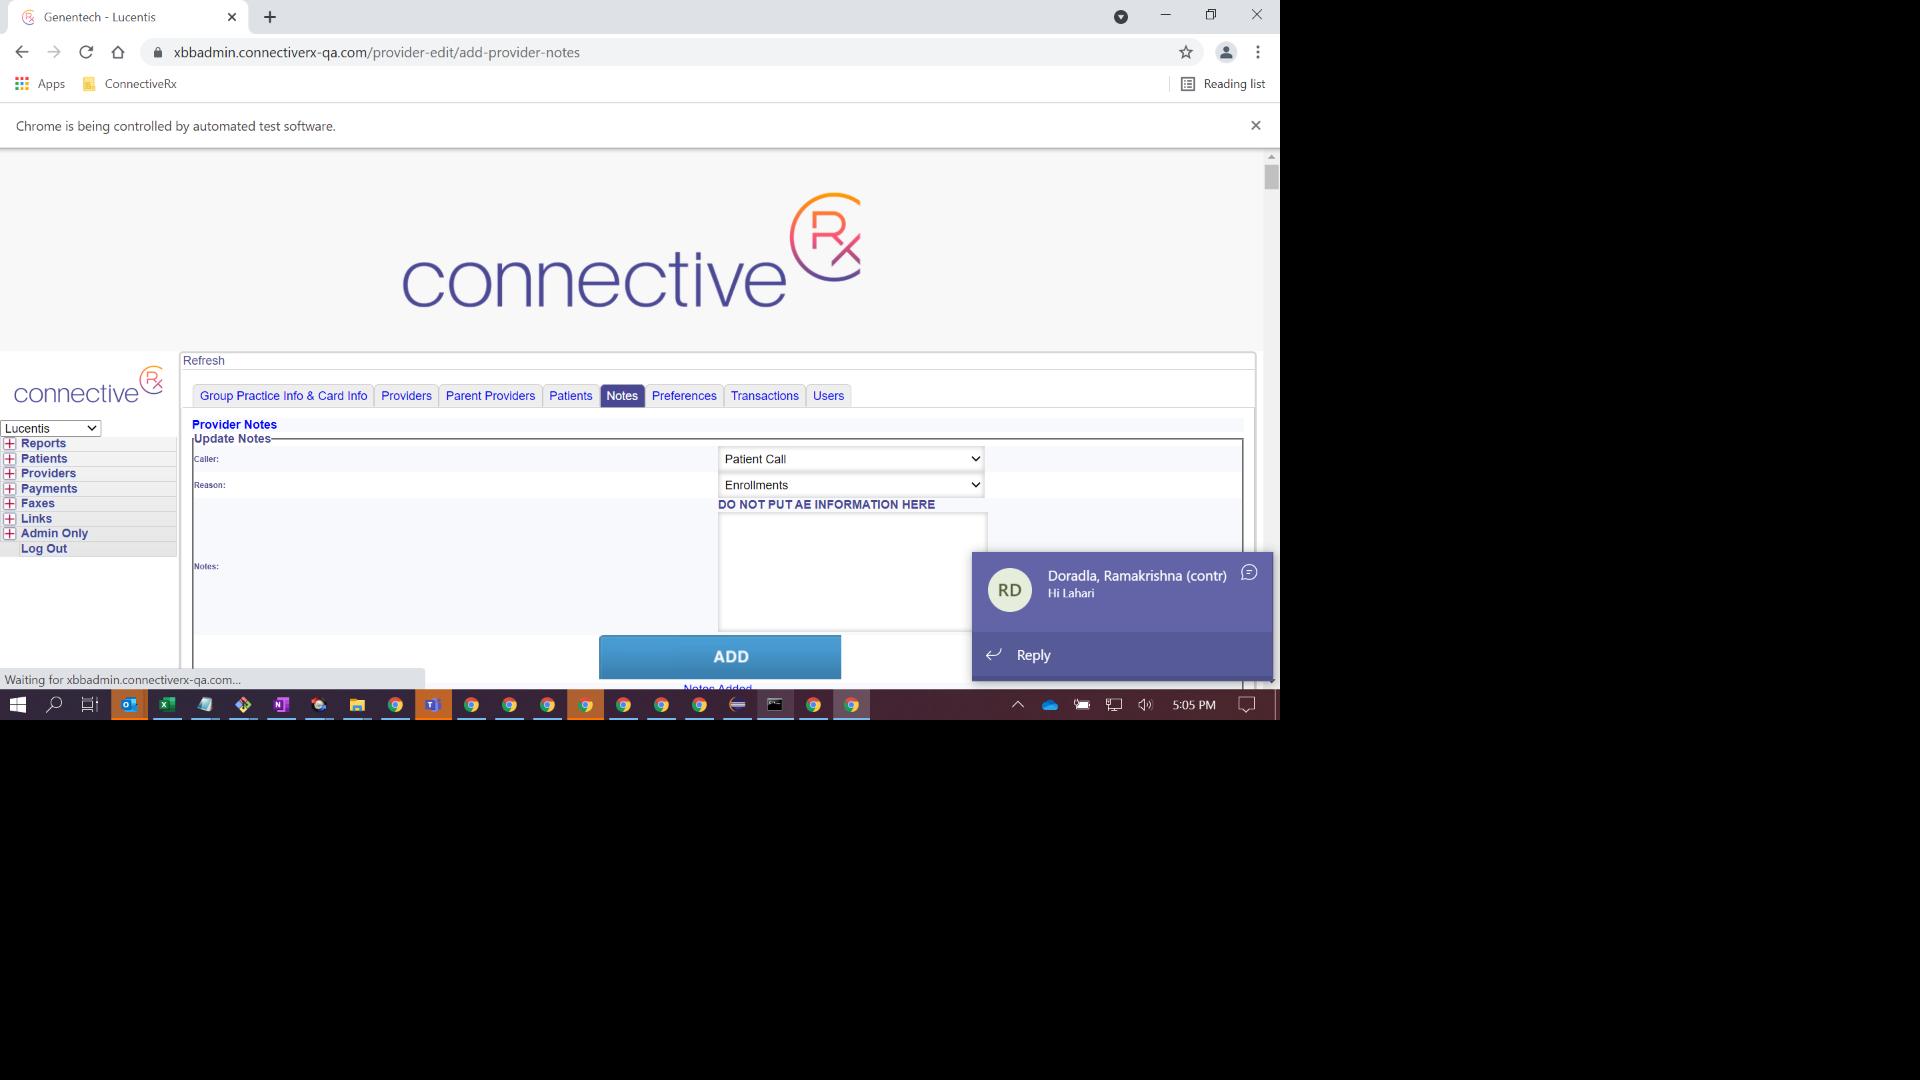 Genentech - Lucentis
xbbadmin.connectiverx-qa.com/provider-edit/add-provider-notes
Apps
ConnectiveRx
Reading list
Chrome is being controlled by automated test software.
connective Rx
Refresh
connective Rx
Group Practice Info & Card Info
Providers
Parent Providers
Patients
Notes
Preferences
Transactions
Users
Lucentis
Reports
Patients
Providers
Payments
Faxes
Links
Admin Only
Log Out
Provider Notes
Update Notes
Caller:
Patient Call
Reason:
Enrollments
DO NOT PUT AE INFORMATION HERE
Notes:
ADD
Notes Added
RD
Doradla, Ramakrishna (contr)
Hi Lahari
Reply
Waiting for xbbadmin.connectiverx-qa.com...
5:05 PM